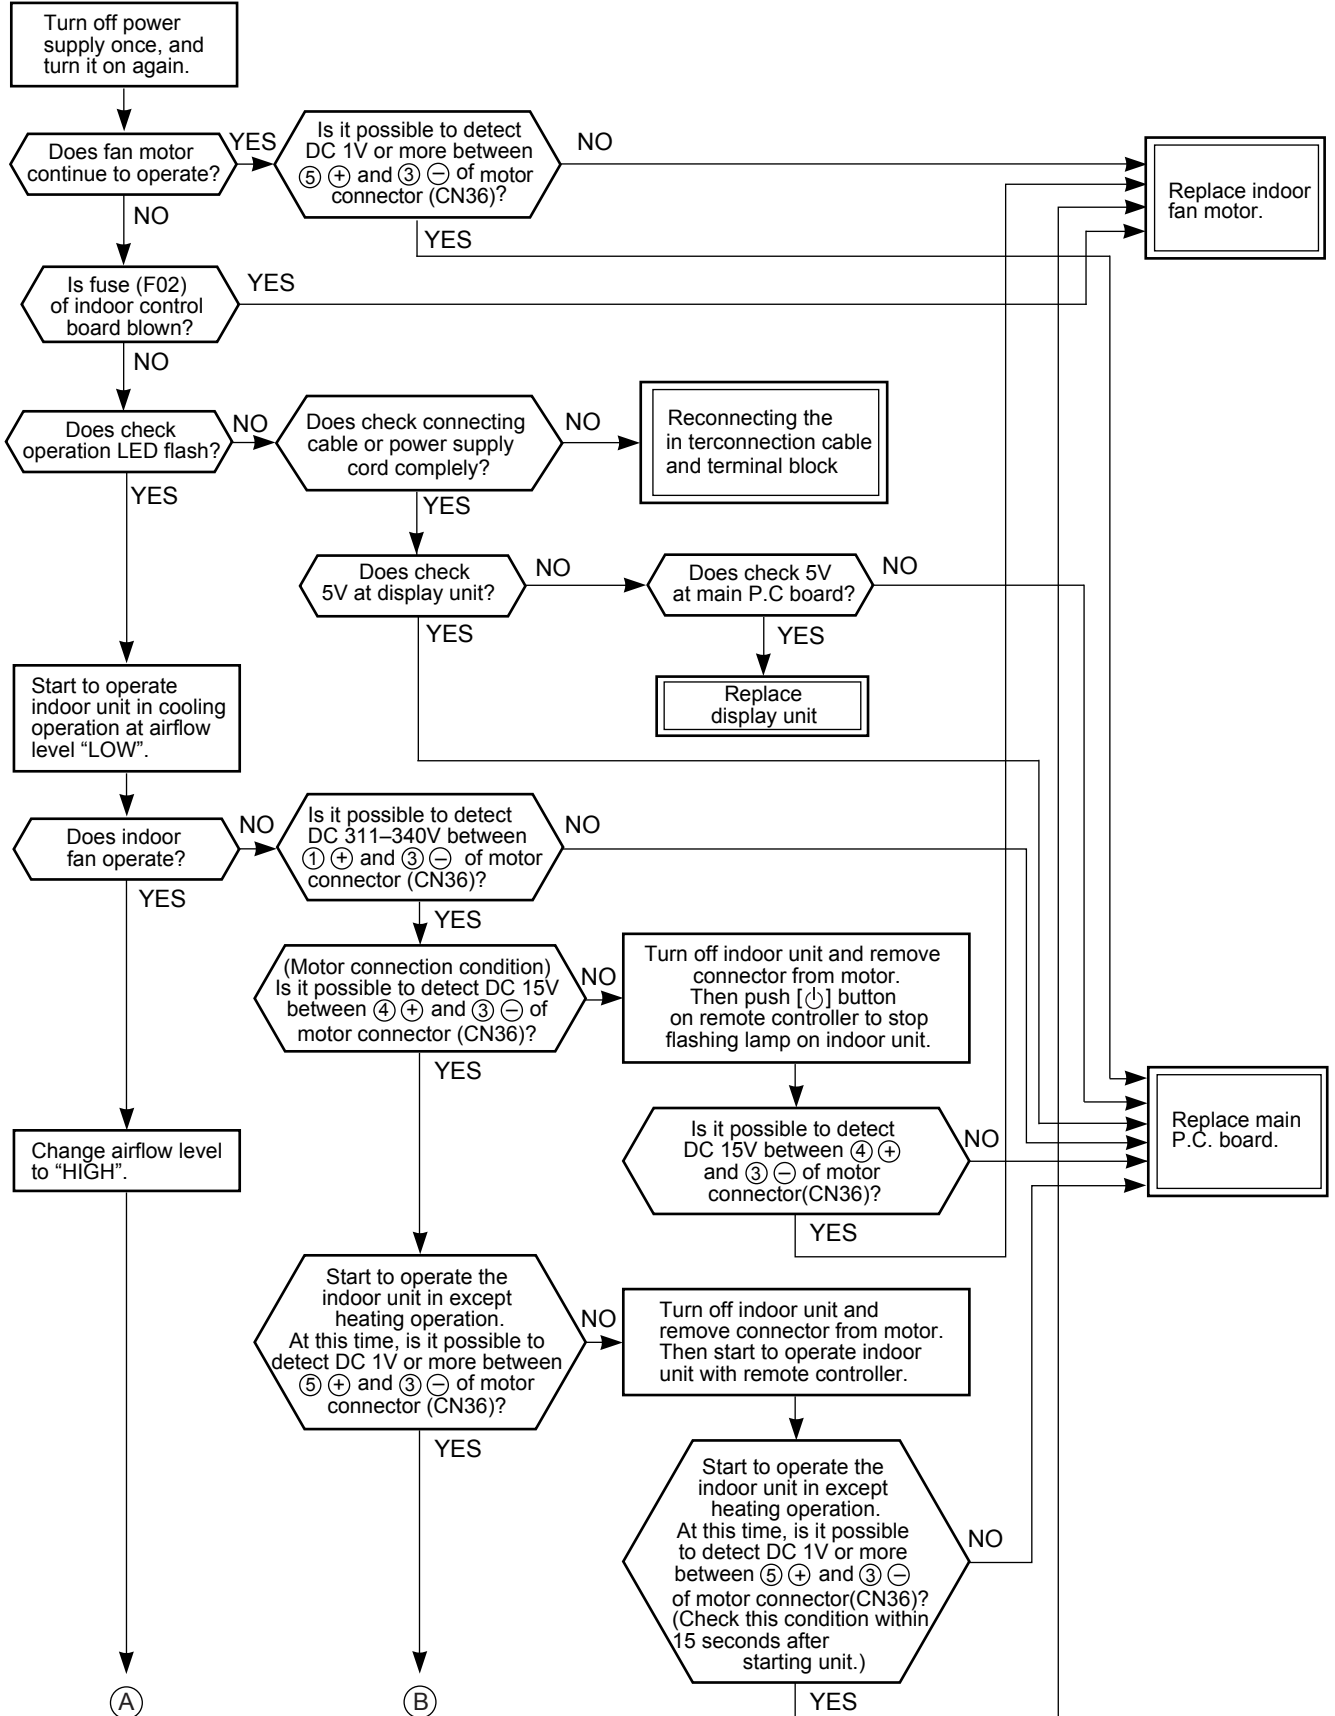 Turn off power
supply once, and
turn it on again.
Does fan motor
continue to operate?
YES
Is it possible to detect
DC 1V or more between
⑤ ⊕ and ③ ⊖ of motor
connector (CN36)?
NO
Replace indoor
fan motor.
NO
YES
Is fuse (F02)
of indoor control
board blown?
YES
NO
Does check
operation LED flash?
NO
Does check connecting
cable or power supply
cord complely?
NO
Reconnecting the
in terconnection cable
and terminal block
YES
YES
Does check
5V at display unit?
NO
Does check 5V
at main P.C board?
NO
YES
YES
Replace
display unit
Start to operate
indoor unit in cooling
operation at airflow
level “LOW”.
Does indoor
fan operate?
NO
Is it possible to detect
DC 311–340V between
① ⊕ and ③ ⊖ of motor
connector (CN36)?
NO
YES
YES
(Motor connection condition)
Is it possible to detect DC 15V
between ④ ⊕ and ③ ⊖ of
motor connector (CN36)?
NO
Turn off indoor unit and remove
connector from motor.
Then push [⏻] button
on remote controller to stop
flashing lamp on indoor unit.
YES
Change airflow level
to “HIGH”.
Is it possible to detect
DC 15V between ④ ⊕
and ③ ⊖ of motor
connector(CN36)?
NO
Replace main
P.C. board.
YES
Start to operate the
indoor unit in except
heating operation.
At this time, is it possible to
detect DC 1V or more between
⑤ ⊕ and ③ ⊖ of motor
connector (CN36)?
NO
Turn off indoor unit and
remove connector from motor.
Then start to operate indoor
unit with remote controller.
YES
Start to operate the
indoor unit in except
heating operation.
At this time, is it possible
to detect DC 1V or more
between ⑤ ⊕ and ③ ⊖
of motor connector(CN36)?
(Check this condition within
15 seconds after
starting unit.)
NO
YES
Ⓐ
Ⓑ